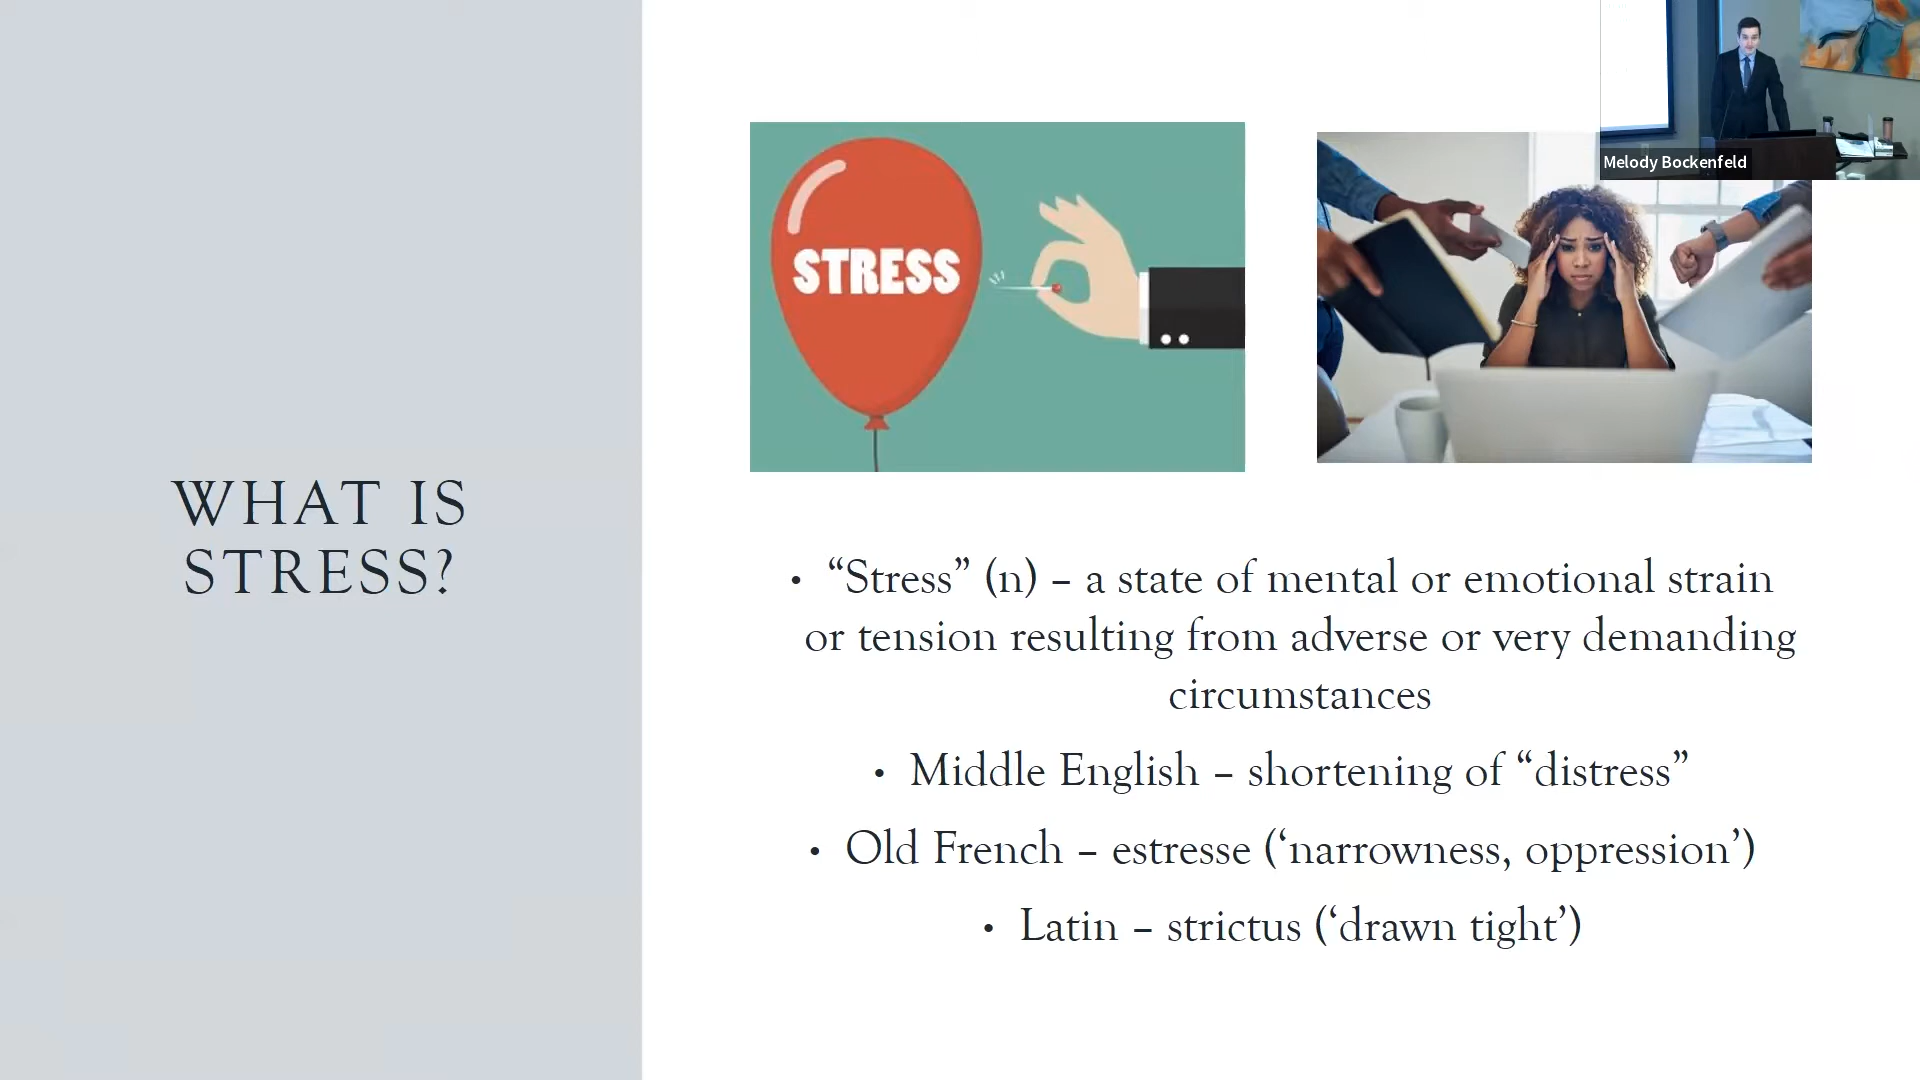 WHAT IS
STRESS?
STRESS
Melody Bockenfeld
• “Stress” (n) – a state of mental or emotional strain
or tension resulting from adverse or very demanding
circumstances
• Middle English – shortening of “distress”
• Old French – estresse (‘narrowness, oppression’)
• Latin – strictus (‘drawn tight’)